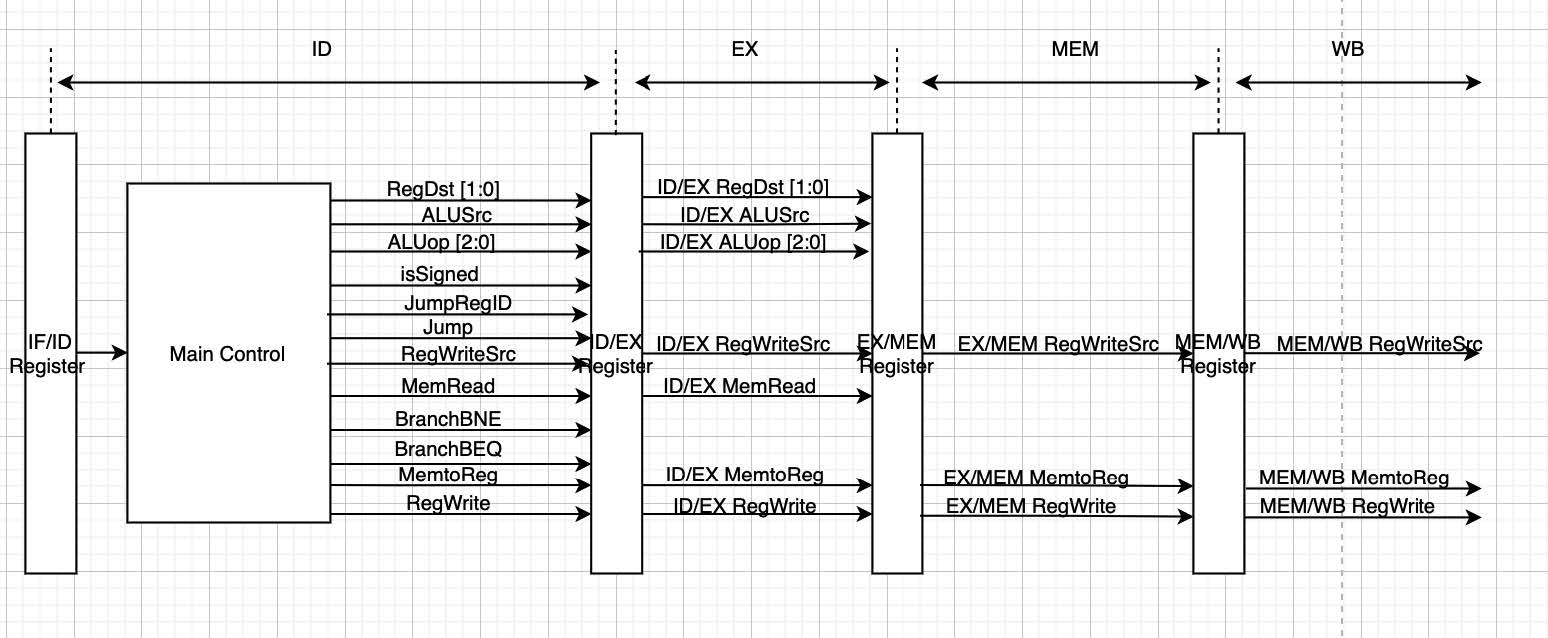 ID
EX
MEM
WB
IF/ID
Register
Main Control
RegDst [1:0]
ALUSrc
ALUop [2:0]
isSigned
JumpRegID
Jump
RegWriteSrc
MemRead
BranchBNE
BranchBEQ
MemtoReg
RegWrite
ID/EX
Register
ID/EX RegDst [1:0]
ID/EX ALUSrc
ID/EX ALUop [2:0]
ID/EX RegWriteSrc
ID/EX MemRead
ID/EX MemtoReg
ID/EX RegWrite
EX/MEM
Register
EX/MEM RegWriteSrc
EX/MEM MemtoReg
EX/MEM RegWrite
MEM/WB
Register
MEM/WB RegWriteSrc
MEM/WB MemtoReg
MEM/WB RegWrite